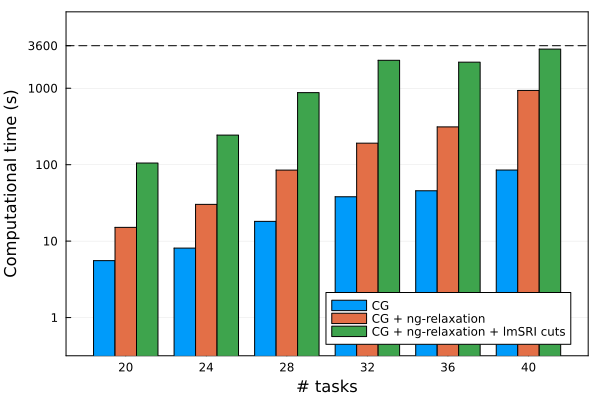 Computational time (s)
3600
1000
100
10
1
20 24 28 32 36 40
# tasks
CG
CG + ng-relaxation
CG + ng-relaxation + lmSRI cuts